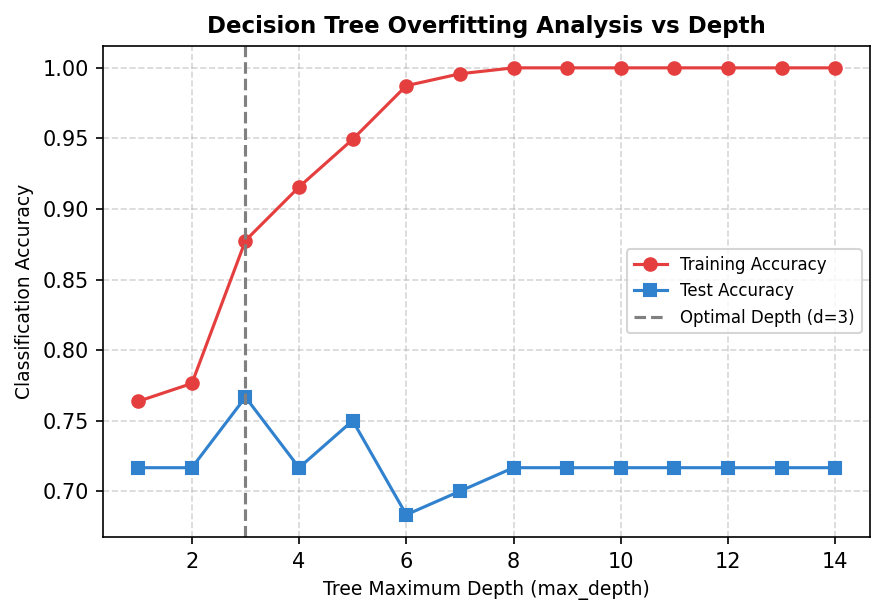 Decision Tree Overfitting Analysis vs Depth
1.00
0.95
0.90
0.85
0.80
0.75
0.70
Classification Accuracy
Training Accuracy
Test Accuracy
Optimal Depth (d=3)
2 4 6 8 10 12 14
Tree Maximum Depth (max_depth)